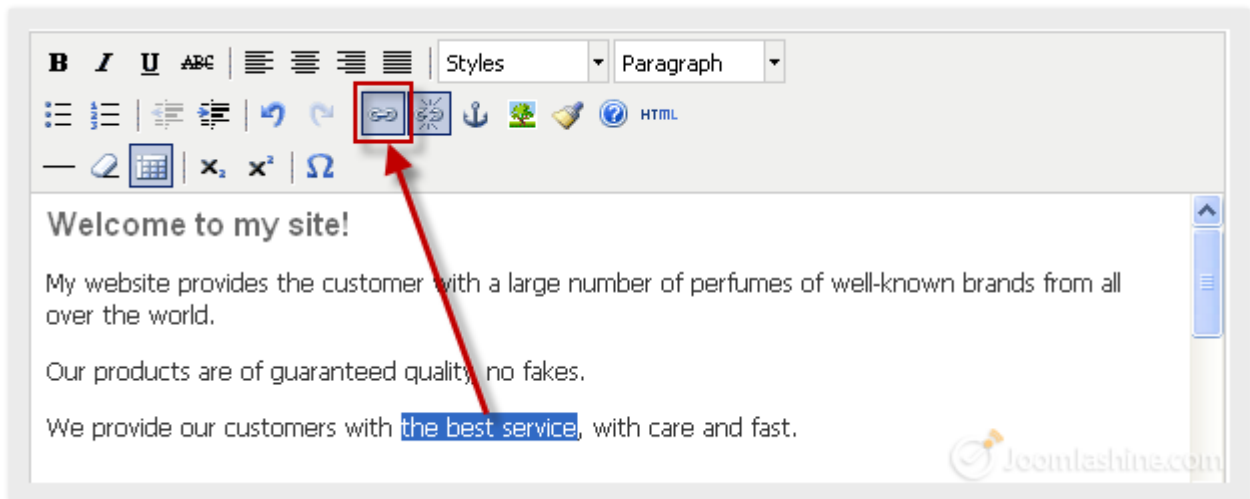 B I U ABC Styles Paragraph
HTML
x₂ x² Ω
Welcome to my site!
My website provides the customer with a large number of perfumes of well-known brands from all
over the world.
Our products are of guaranteed quality, no fakes.
We provide our customers with the best service, with care and fast.
Joomlashine.com